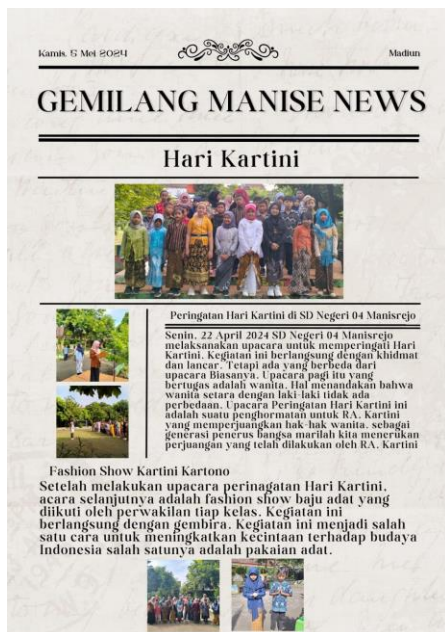 Kamis, 5 Mei 2024
Madiun
GEMILANG MANISE NEWS
Hari Kartini
Peringatan Hari Kartini di SD Negeri 04 Manisrejo
Senin, 22 April 2024 SD Negeri 04 Manisrejo
melaksanakan upacara untuk memperingati Hari
Kartini. Kegiatan ini berlangsung dengan khidmat
dan lancar. Tetapi ada yang berbeda dari
upacara Biasanya. Upacara pagi itu yang
bertugas adalah wanita. Hal menandakan bahwa
wanita setara dengan laki-laki tidak ada
perbedaan. Upacara Peringatan Hari Kartini ini
adalah suatu penghormatan untuk RA. Kartini
yang memperjuangkan hak-hak wanita. sebagai
generasi penerus bangsa marilah kita menerukan
perjuangan yang telah dilakukan oleh RA. Kartini
Fashion Show Kartini Kartono
Setelah melakukan upacara perinagatan Hari Kartini,
acara selanjutnya adalah fashion show baju adat yang
diikuti oleh perwakilan tiap kelas. Kegiatan ini
berlangsung dengan gembira. Kegiatan ini menjadi salah
satu cara untuk meningkatkan kecintaan terhadap budaya
Indonesia salah satunya adalah pakaian adat.